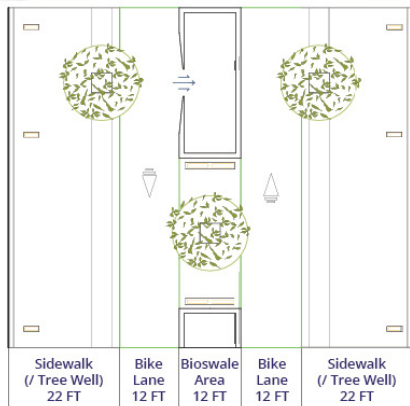 Sidewalk
(/ Tree Well)
22 FT
Bike
Lane
12 FT
Bioswale
Area
12 FT
Bike
Lane
12 FT
Sidewalk
(/ Tree Well)
22 FT